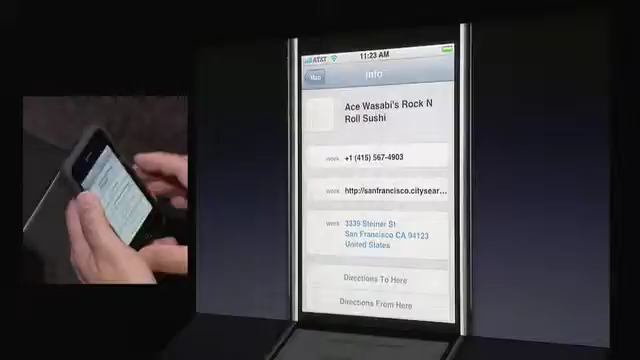 AT&T
11:23 AM
Map
Info
Ace Wasabi's Rock N
Roll Sushi
work +1 (415) 567-4903
work http://sanfrancisco.citysear...
work 3339 Steiner St
San Francisco CA 94123
United States
Directions To Here
Directions From Here